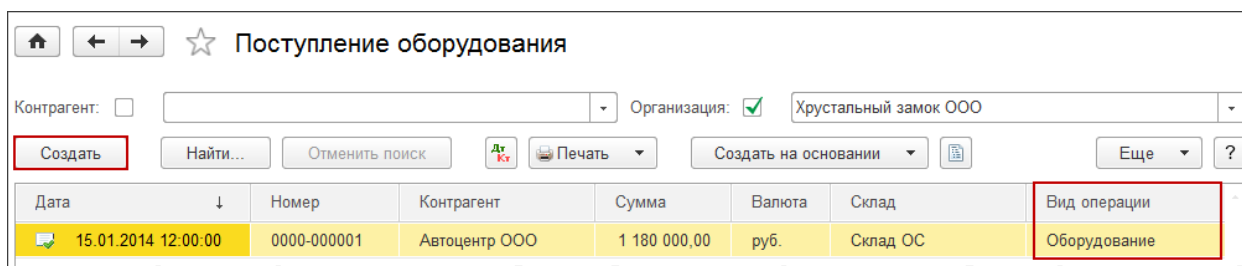 Поступление оборудования
Контрагент: Организация: Хрустальный замок ООО
Создать Найти... Отменить поиск Дт Кт Печать Создать на основании Еще ?
Дата ↓ Номер Контрагент Сумма Валюта Склад Вид операции
15.01.2014 12:00:00 0000-000001 Автоцентр ООО 1 180 000,00 руб. Склад ОС Оборудование